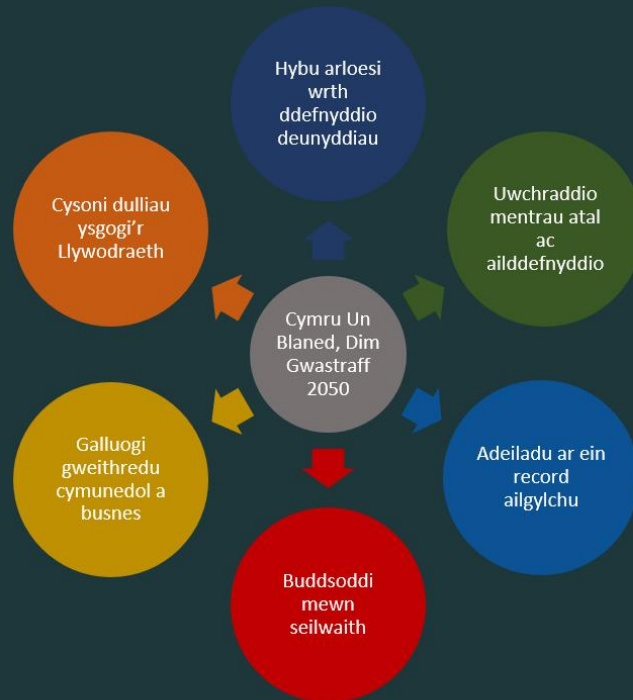 Hybu arloesi
wrth
ddefnyddio
deunyddiau
Uwchraddio
mentrau atal
ac
ailddefnyddio
Adeiladu ar ein
record
ailgylchu
Buddsoddi
mewn
seilwaith
Galluogi
gweithredu
cymunedol a
busnes
Cysoni dulliau
ysgogi'r
Llywodraeth
Cymru Un
Blaned, Dim
Gwastraff
2050